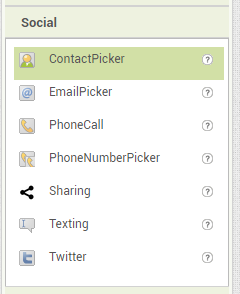 Social
ContactPicker
EmailPicker
PhoneCall
PhoneNumberPicker
Sharing
Texting
Twitter